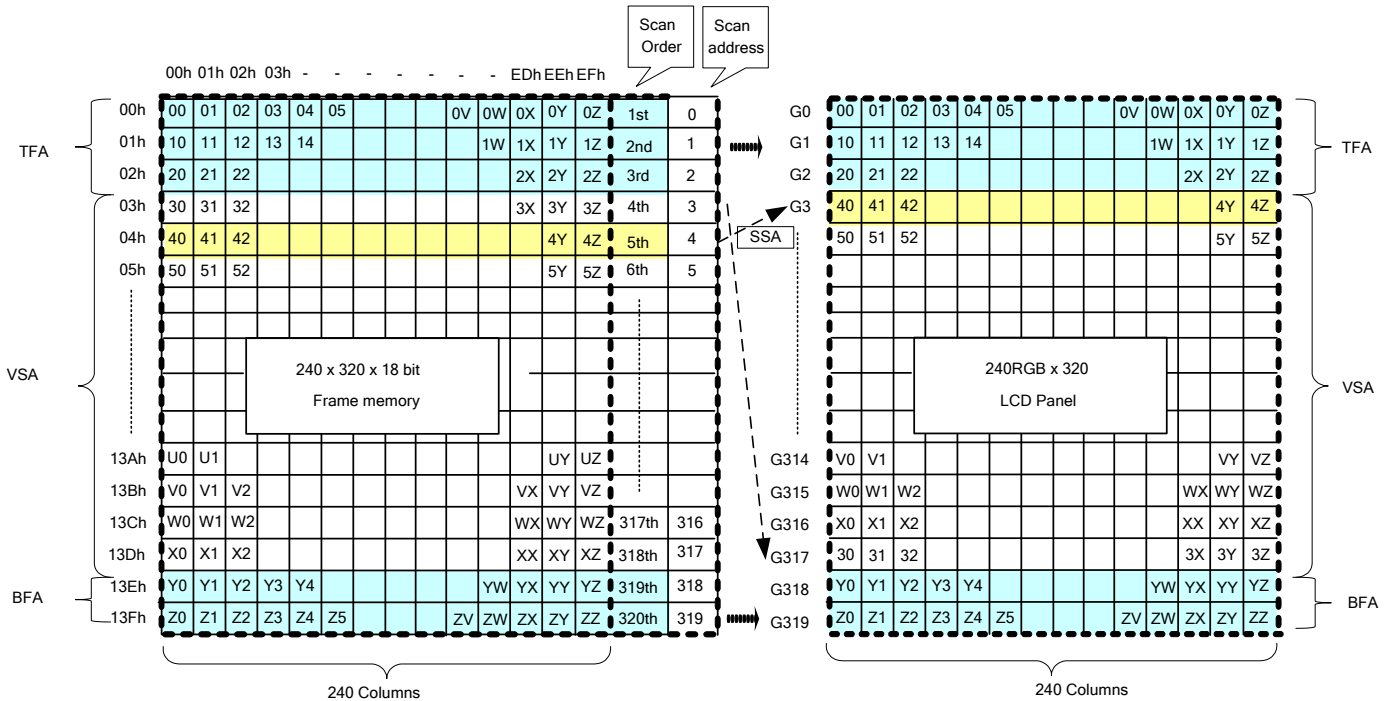 Scan Order
Scan address
00h 01h 02h 03h - - - - - - - EDh EEh EFh
TFA
VSA
BFA
00h 00 01 02 03 04 05 0V 0W 0X 0Y 0Z 1st 0
01h 10 11 12 13 14 1W 1X 1Y 1Z 2nd 1
02h 20 21 22 2X 2Y 2Z 3rd 2
03h 30 31 32 3X 3Y 3Z 4th 3
04h 40 41 42 4Y 4Z 5th 4
05h 50 51 52 5Y 5Z 6th 5
240 x 320 x 18 bit
Frame memory
13Ah U0 U1 UY UZ
13Bh V0 V1 V2 VX VY VZ
13Ch W0 W1 W2 WX WY WZ 317th 316
13Dh X0 X1 X2 XX XY XZ 318th 317
13Eh Y0 Y1 Y2 Y3 Y4 YW YX YY YZ 319th 318
13Fh Z0 Z1 Z2 Z3 Z4 Z5 ZV ZW ZX ZY ZZ 320th 319
240 Columns
SSA
G0 00 01 02 03 04 05 0V 0W 0X 0Y 0Z
G1 10 11 12 13 14 1W 1X 1Y 1Z
G2 20 21 22 2X 2Y 2Z
G3 40 41 42 4Y 4Z
50 51 52 5Y 5Z
240RGB x 320
LCD Panel
G314 V0 V1 VY VZ
G315 W0 W1 W2 WX WY WZ
G316 X0 X1 X2 XX XY XZ
G317 30 31 32 3X 3Y 3Z
G318 Y0 Y1 Y2 Y3 Y4 YW YX YY YZ
G319 Z0 Z1 Z2 Z3 Z4 Z5 ZV ZW ZX ZY ZZ
240 Columns
TFA
VSA
BFA